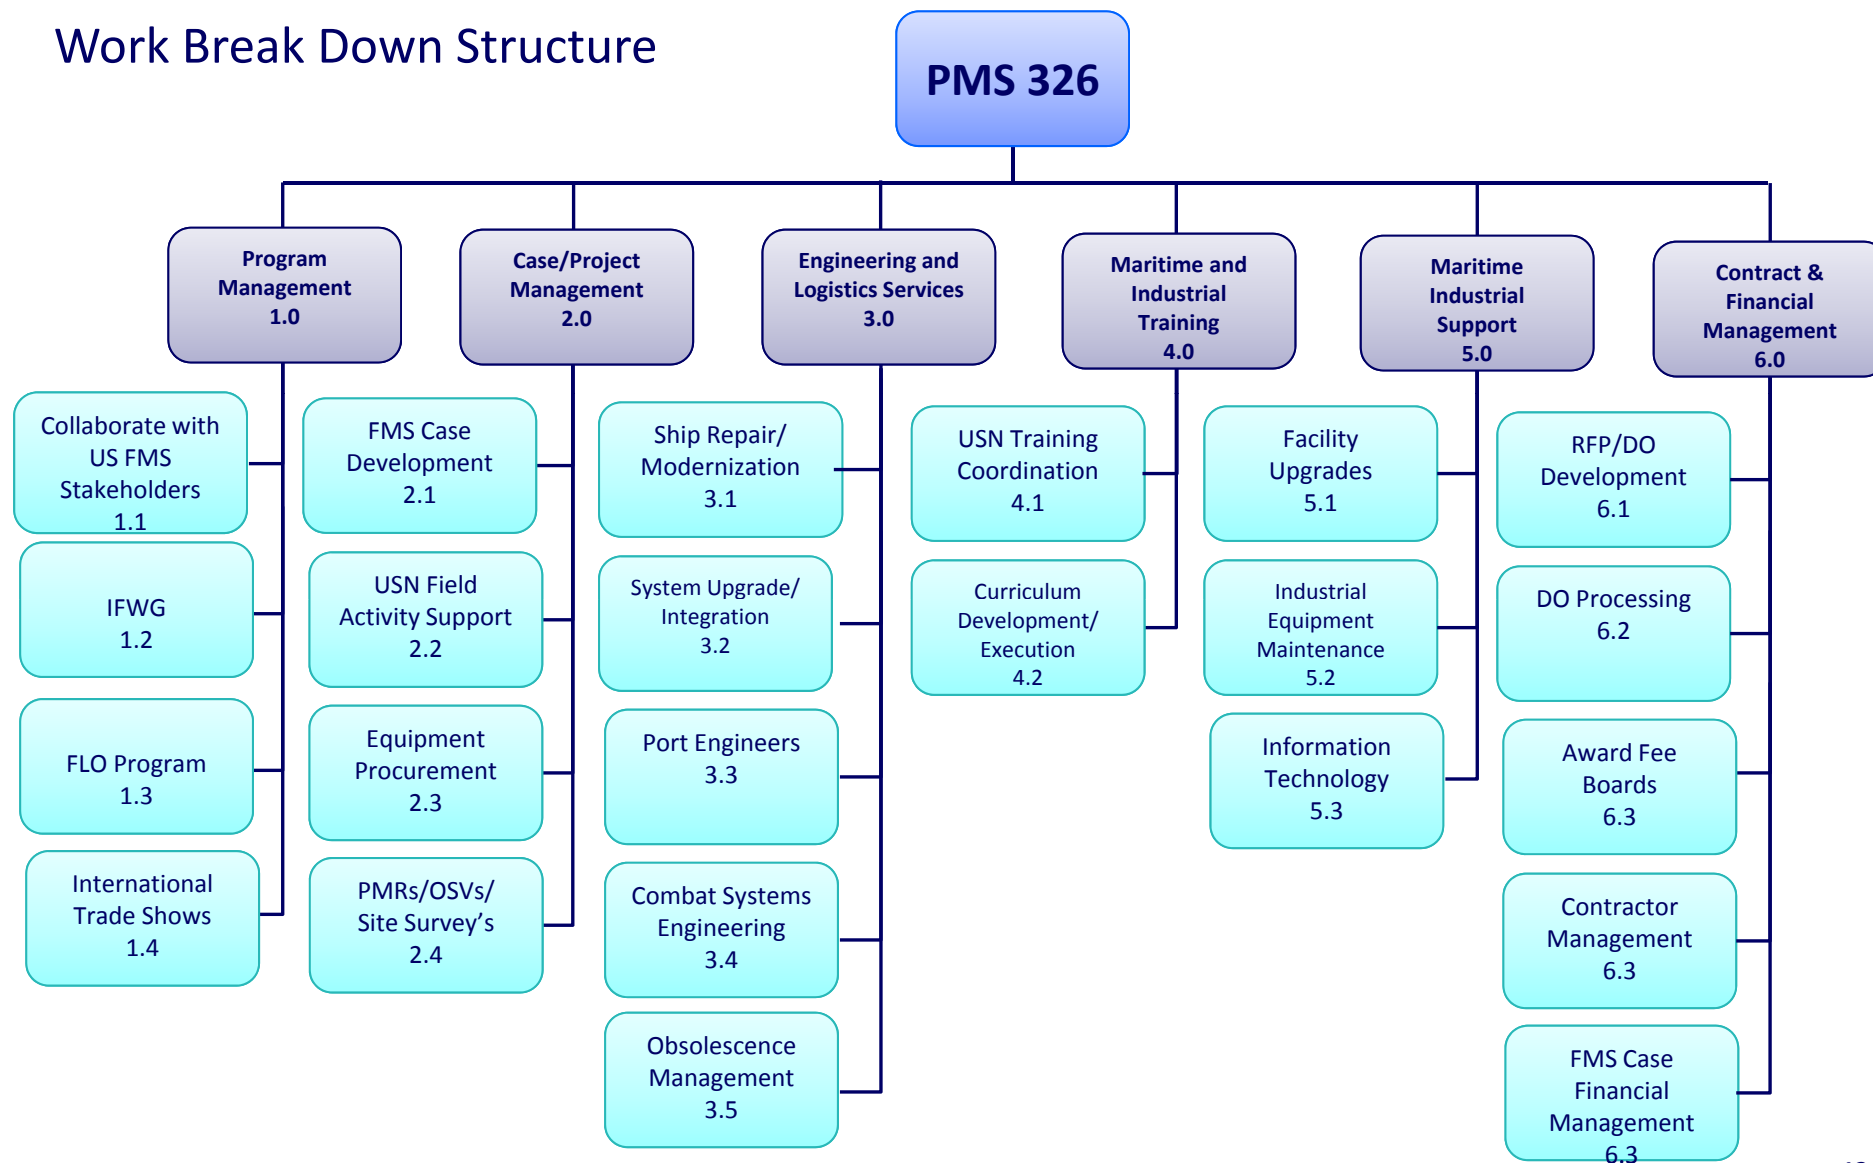 Work Break Down Structure
PMS 326
Program
Management
1.0
Case/Project
Management
2.0
Engineering and
Logistics Services
3.0
Maritime and
Industrial
Training
4.0
Maritime
Industrial
Support
5.0
Contract &
Financial
Management
6.0
Collaborate with
US FMS
Stakeholders
1.1
IFWG
1.2
FLO Program
1.3
International
Trade Shows
1.4
FMS Case
Development
2.1
USN Field
Activity Support
2.2
Equipment
Procurement
2.3
PMRs/OSVs/
Site Survey's
2.4
Ship Repair/
Modernization
3.1
System Upgrade/
Integration
3.2
Port Engineers
3.3
Combat Systems
Engineering
3.4
Obsolescence
Management
3.5
USN Training
Coordination
4.1
Curriculum
Development/
Execution
4.2
Facility
Upgrades
5.1
Industrial
Equipment
Maintenance
5.2
Information
Technology
5.3
RFP/DO
Development
6.1
DO Processing
6.2
Award Fee
Boards
6.3
Contractor
Management
6.3
FMS Case
Financial
Management
6.3